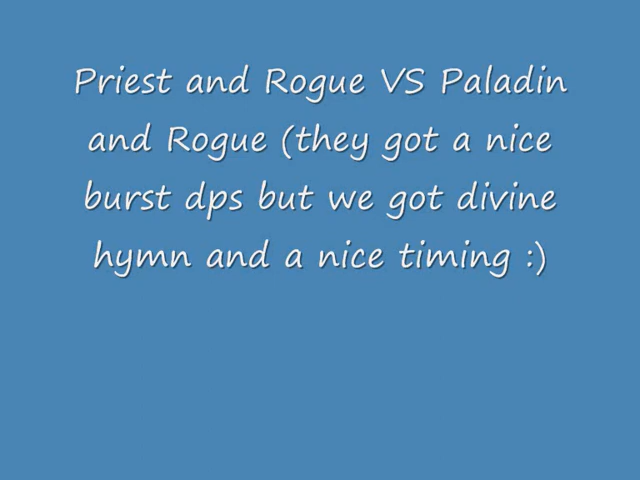 Priest and Rogue VS Paladin
and Rogue (they got a nice
burst dps but we got divine
hymn and a nice timing :)